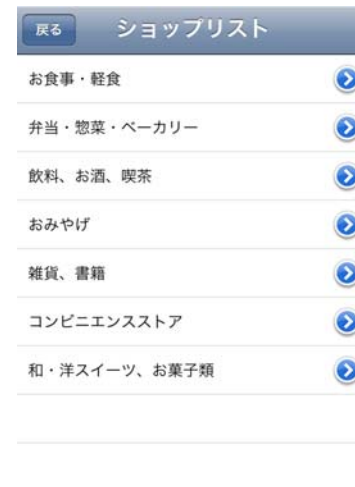 戻る
ショップリスト
お食事・軽食
弁当・惣菜・ベーカリー
飲料、お酒、喫茶
おみやげ
雑貨、書籍
コンビニエンスストア
和・洋スイーツ、お菓子類